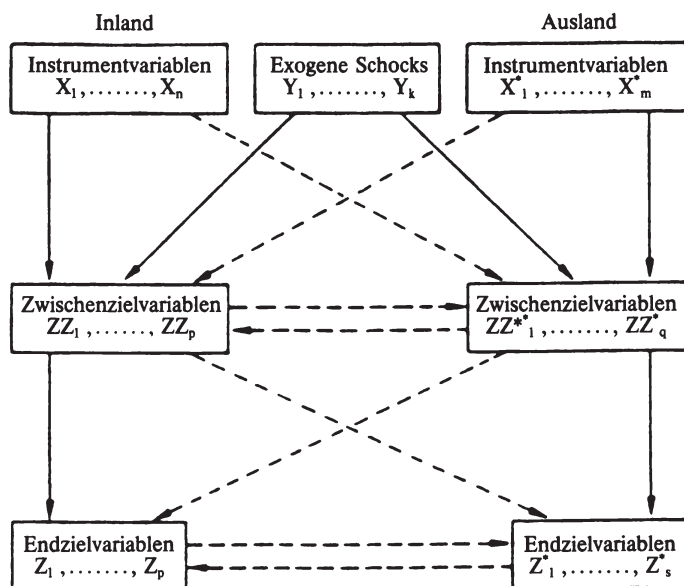 Inland Ausland
Instrumentvariablen Exogene Schocks Instrumentvariablen
X₁,......., Xₙ Y₁,......., Yₖ X*₁,......., X*ₘ
Zwischenzielvariablen Zwischenzielvariablen
ZZ₁,......, ZZₚ ZZ**₁,......., ZZ*q
Endzielvariablen Endzielvariablen
Z₁,......, Zₚ Z*₁,......., Z*ₛ